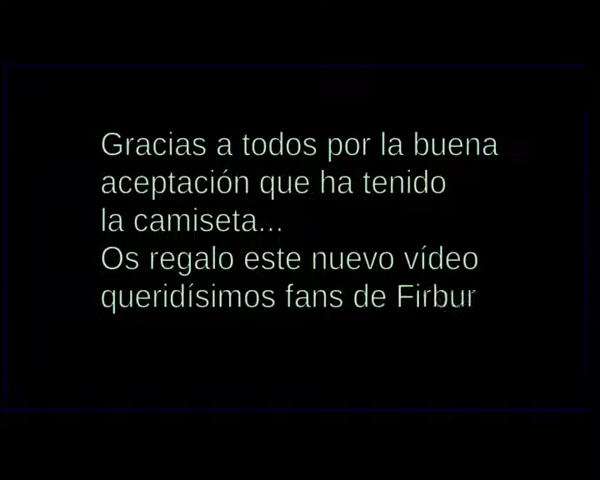 Gracias a todos por la buena
aceptación que ha tenido
la camiseta...
Os regalo este nuevo vídeo
queridísimos fans de Firbur